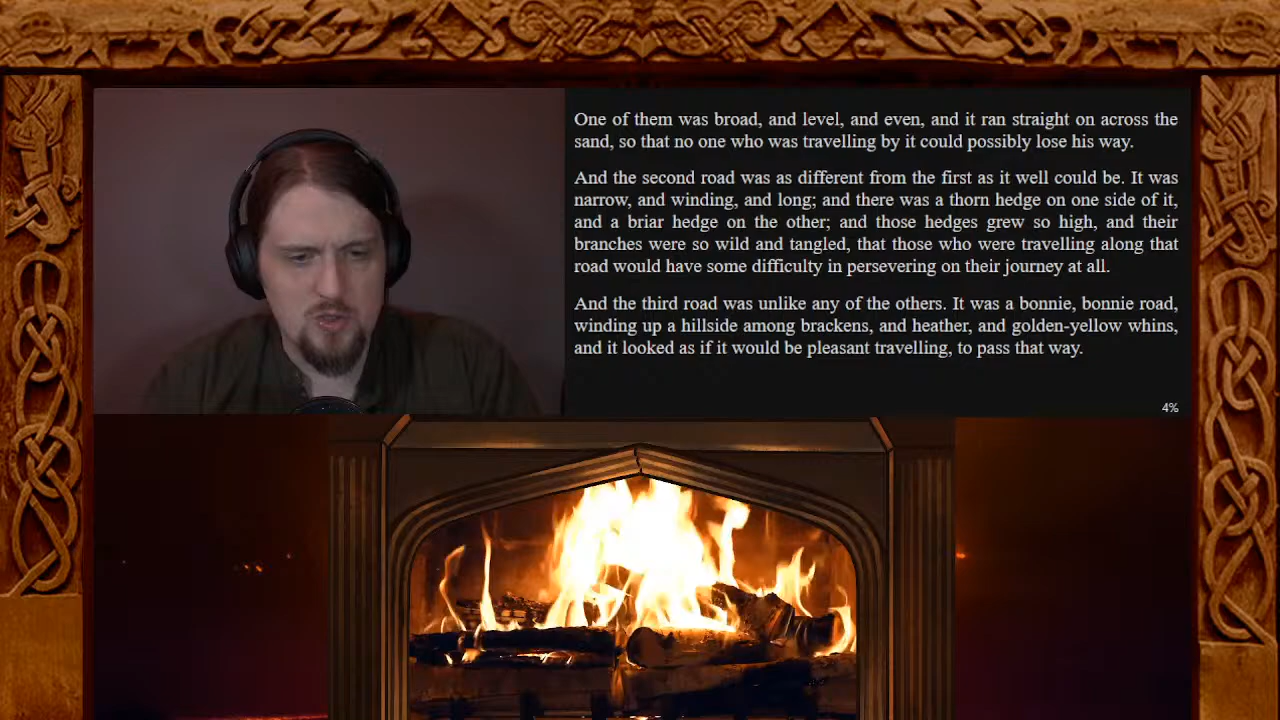 One of them was broad, and level, and even, and it ran straight on across the
sand, so that no one who was travelling by it could possibly lose his way.
And the second road was as different from the first as it well could be. It was
narrow, and winding, and long; and there was a thorn hedge on one side of it,
and a briar hedge on the other; and those hedges grew so high, and their
branches were so wild and tangled, that those who were travelling along that
road would have some difficulty in persevering on their journey at all.
And the third road was unlike any of the others. It was a bonnie, bonnie road,
winding up a hillside among brackens, and heather, and golden-yellow whins,
and it looked as if it would be pleasant travelling, to pass that way.
4%